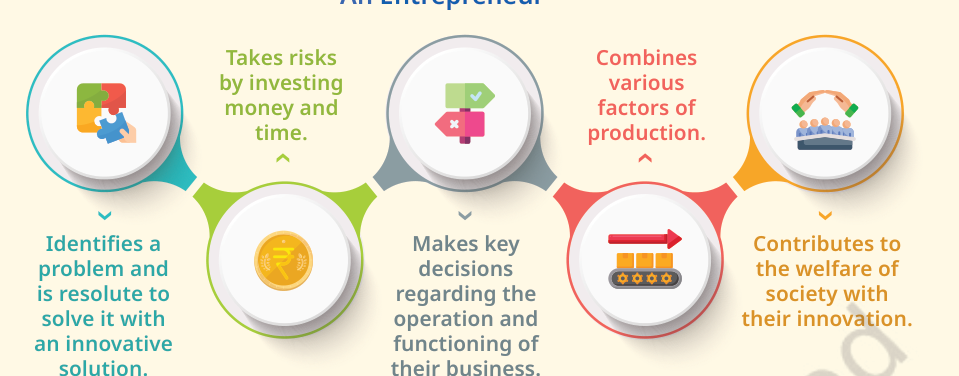 An Entrepreneur
Takes risks
by investing
money and
time.
Combines
various
factors of
production.
Identifies a
problem and
is resolute to
solve it with
an innovative
solution.
Makes key
decisions
regarding the
operation and
functioning of
their business.
Contributes to
the welfare of
society with
their innovation.